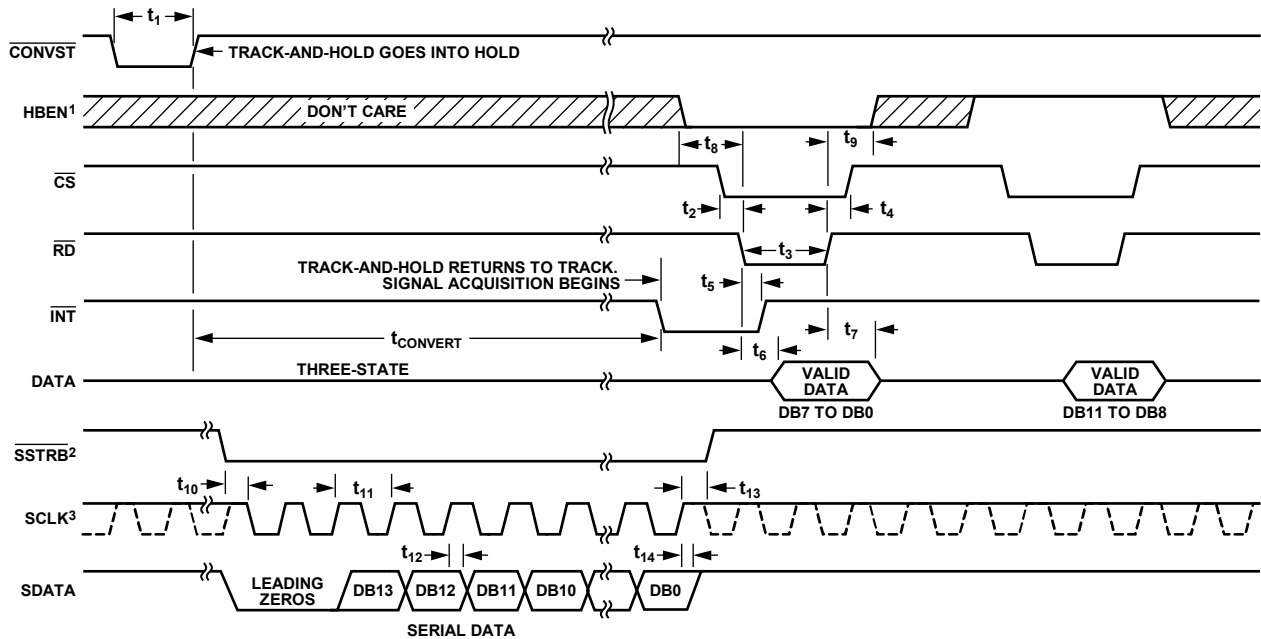 t1
CONVST
TRACK-AND-HOLD GOES INTO HOLD
HBEN1
DON'T CARE
t8
t9
CS
t2
t4
RD
t3
TRACK-AND-HOLD RETURNS TO TRACK.
SIGNAL ACQUISITION BEGINS
t5
INT
tCONVERT
t7
t6
DATA
THREE-STATE
VALID
DATA
DB7 TO DB0
VALID
DATA
DB11 TO DB8
SSTRB2
t10
t11
t13
SCLK3
t12
t14
SDATA
LEADING
ZEROS
DB13
DB12
DB11
DB10
DB0
SERIAL DATA